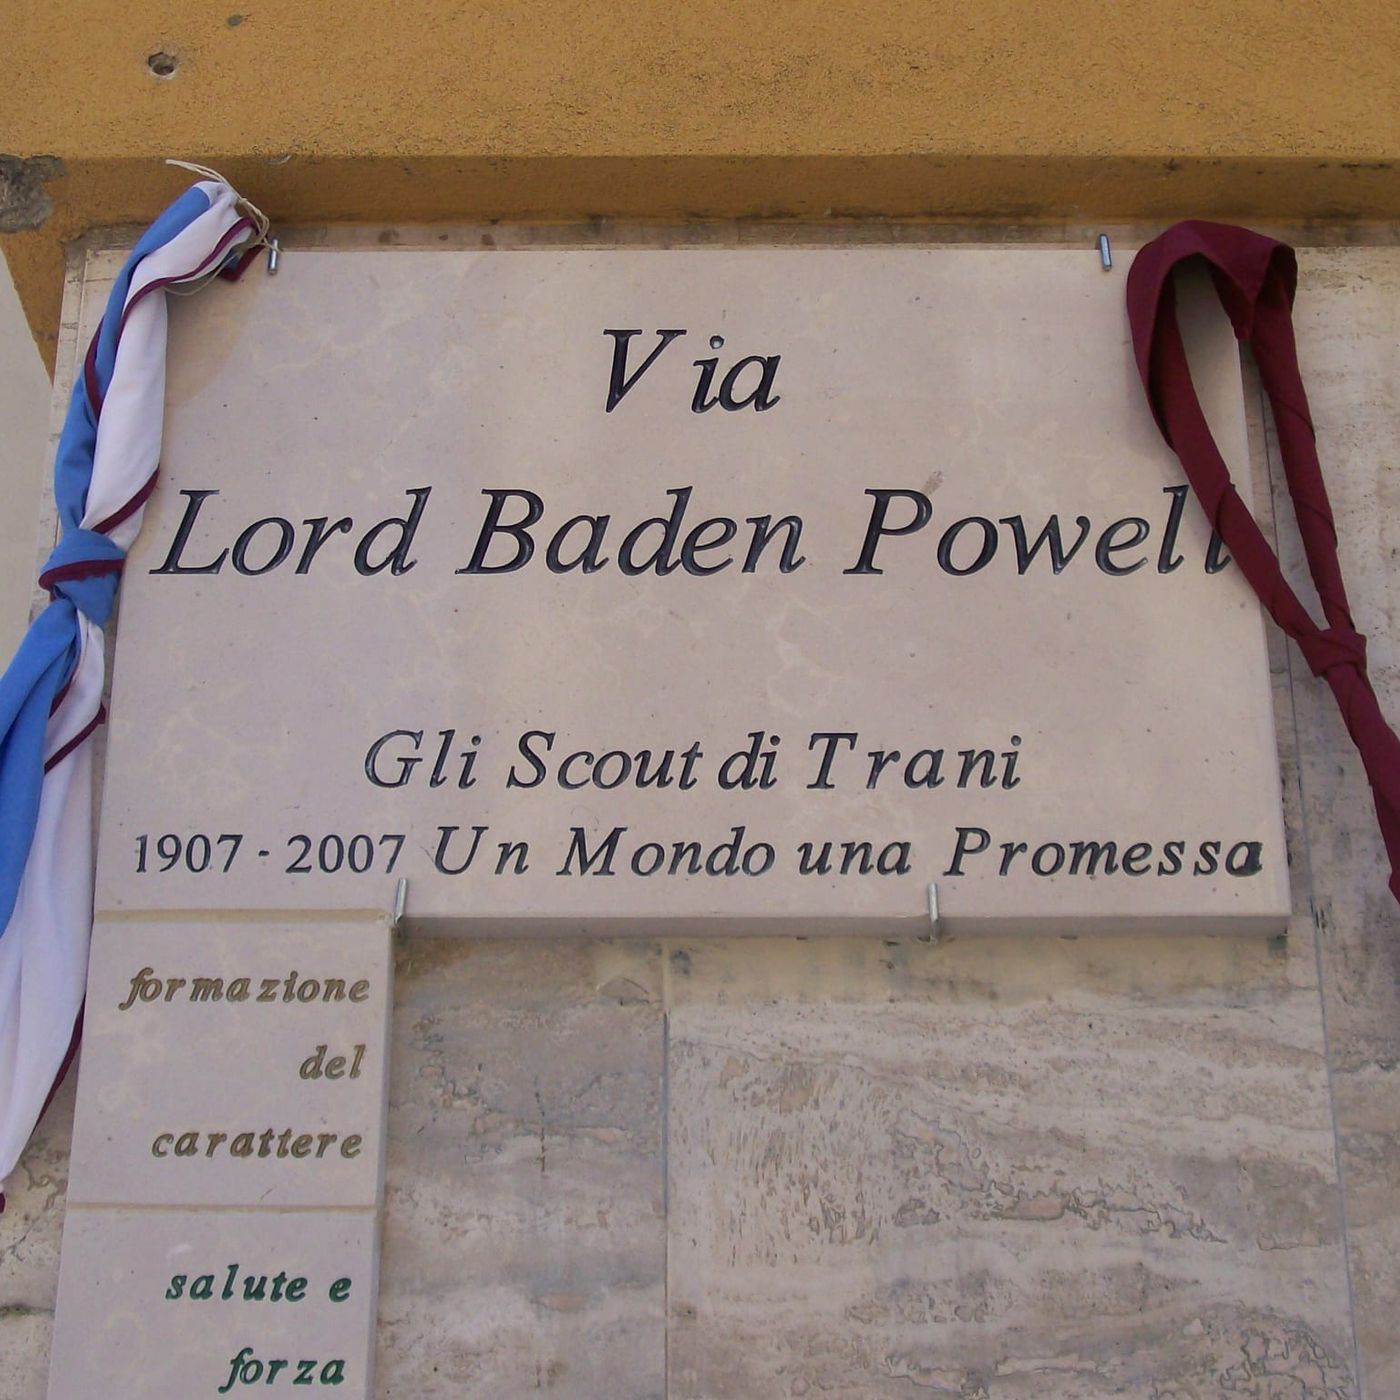 Via
Lord Baden Powell
Gli Scout di Trani
1907 - 2007 Un Mondo una Promessa
formazione
del
carattere
salute e
forza